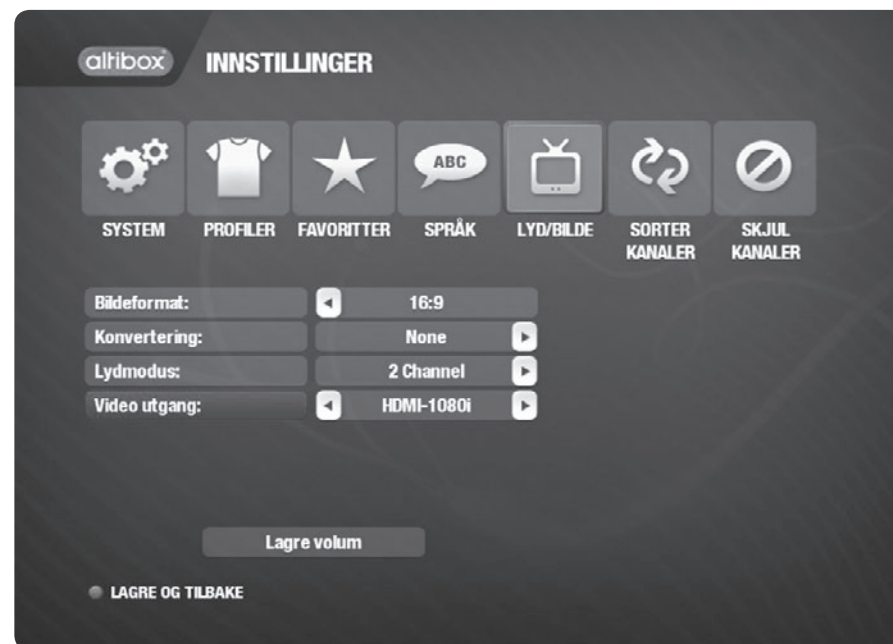 altibox INNSTILLINGER
ABC
SYSTEM PROFILER FAVORITTER SPRÅK LYD/BILDE SORTER KANALER SKJUL KANALER
Bildeformat: 16:9
Konvertering: None
Lydmodus: 2 Channel
Video utgang: HDMI-1080i
Lagre volum
LAGRE OG TILBAKE